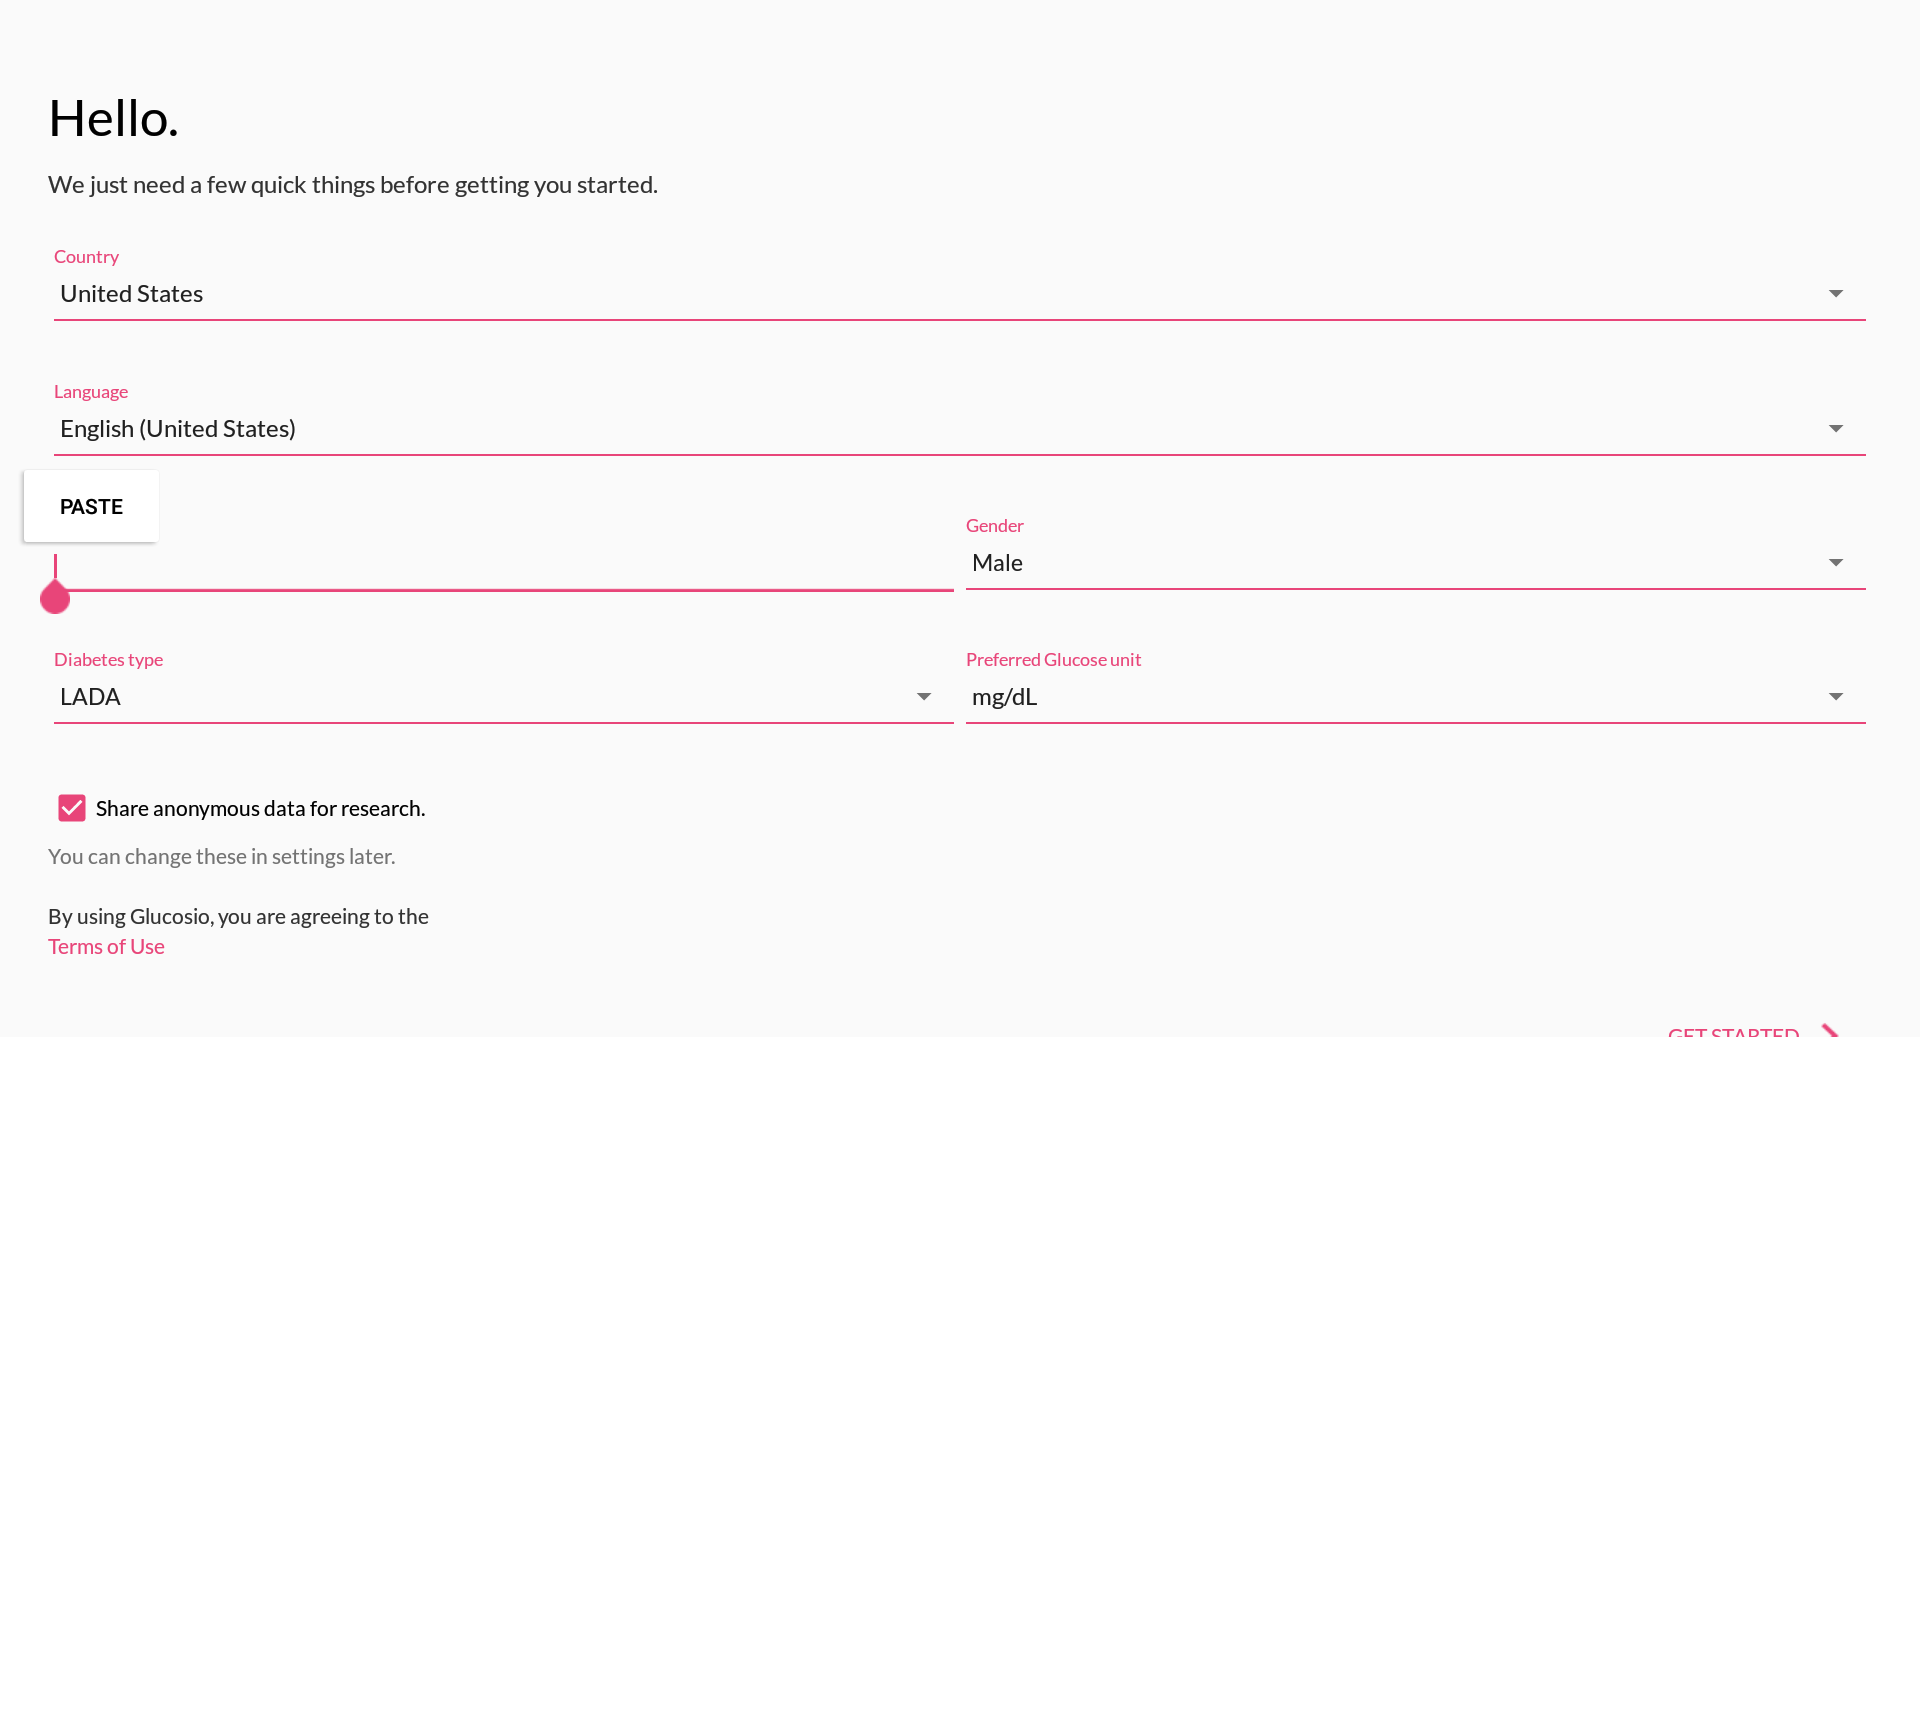 Hello.
We just need a few quick things before getting you started.
Country
United States
Language
English (United States)
PASTE
Gender
Male
Diabetes type
LADA
Preferred Glucose unit
mg/dL
Share anonymous data for research.
You can change these in settings later.
By using Glucosio, you are agreeing to the
Terms of Use
GET STARTED